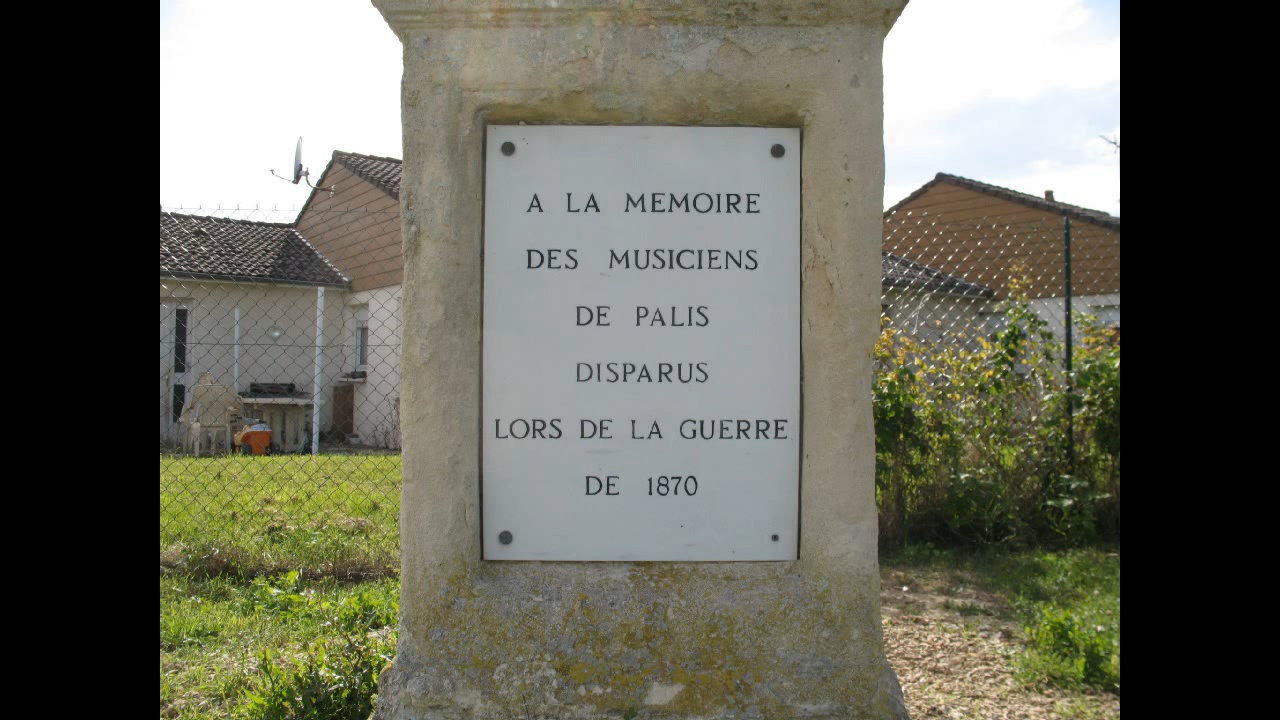 A LA MEMOIRE
DES MUSICIENS
DE PALIS
DISPARUS
LORS DE LA GUERRE
DE 1870